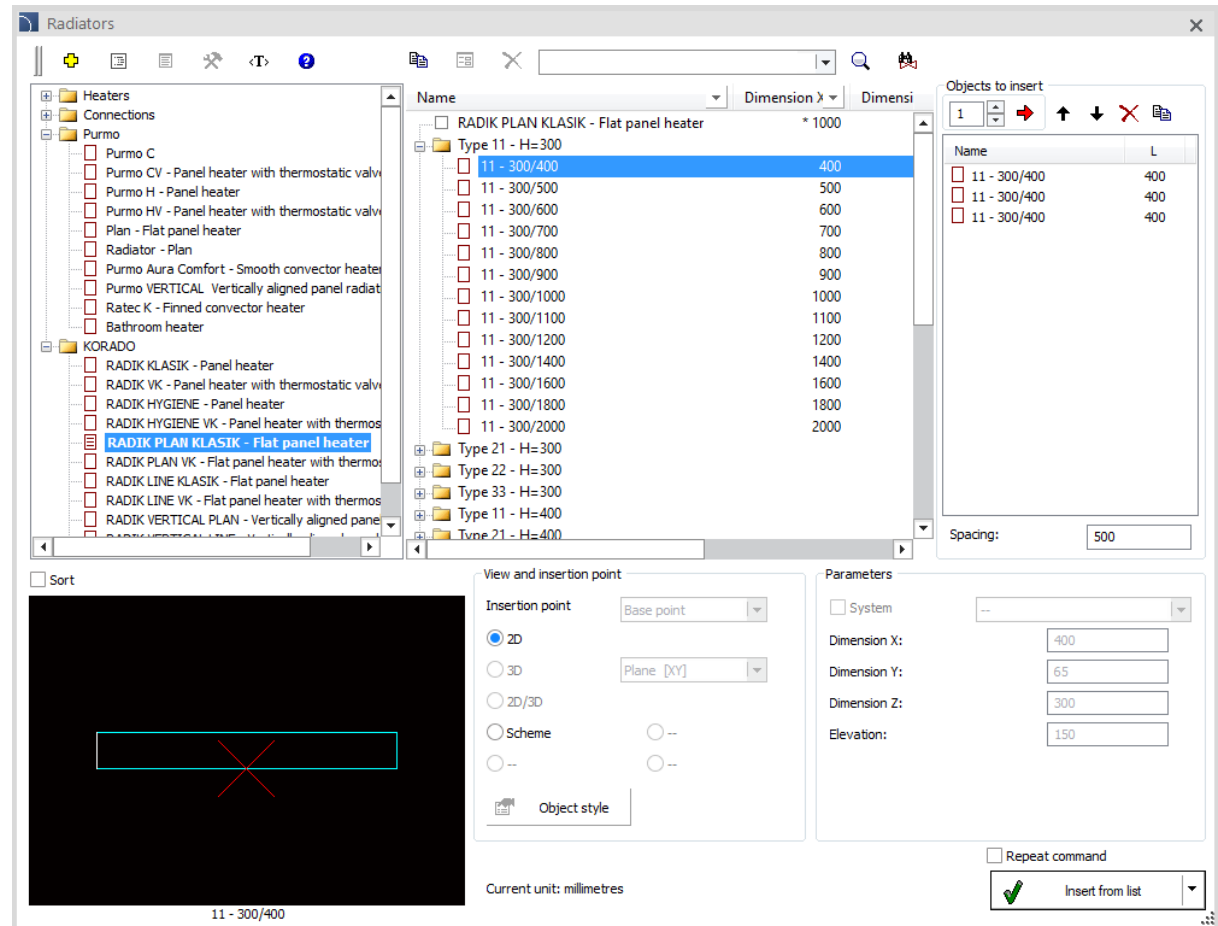 Radiators
<T>
Heaters
Connections
Purmo
Purmo C
Purmo CV - Panel heater with thermostatic valv
Purmo H - Panel heater
Purmo HV - Panel heater with thermostatic valv
Plan - Flat panel heater
Radiator - Plan
Purmo Aura Comfort - Smooth convector heater
Purmo VERTICAL Vertically aligned panel radiat
Ratec K - Finned convector heater
Bathroom heater
KORADO
RADIK KLASIK - Panel heater
RADIK VK - Panel heater with thermostatic valv
RADIK HYGIENE - Panel heater
RADIK HYGIENE VK - Panel heater with thermos
RADIK PLAN KLASIK - Flat panel heater
RADIK PLAN VK - Flat panel heater with thermos
RADIK LINE KLASIK - Flat panel heater
RADIK LINE VK - Flat panel heater with thermos
RADIK VERTICAL PLAN - Vertically aligned pane
Name Dimension X Dimensi
RADIK PLAN KLASIK - Flat panel heater * 1000
Type 11 - H=300
11 - 300/400 400
11 - 300/500 500
11 - 300/600 600
11 - 300/700 700
11 - 300/800 800
11 - 300/900 900
11 - 300/1000 1000
11 - 300/1100 1100
11 - 300/1200 1200
11 - 300/1400 1400
11 - 300/1600 1600
11 - 300/1800 1800
11 - 300/2000 2000
Type 21 - H=300
Type 22 - H=300
Type 33 - H=300
Type 11 - H=400
Type 21 - H=400
Objects to insert
1
Name L
11 - 300/400 400
11 - 300/400 400
11 - 300/400 400
Spacing: 500
Sort
11 - 300/400
View and insertion point
Insertion point Base point
2D
3D Plane [XY]
2D/3D
Scheme --
-- --
Object style
Current unit: millimetres
Parameters
System --
Dimension X: 400
Dimension Y: 65
Dimension Z: 300
Elevation: 150
Repeat command
Insert from list